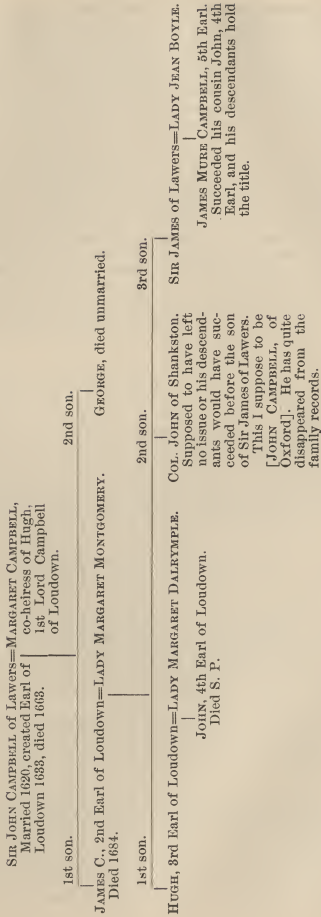 SIR JOHN CAMPBELL of Lawers=MARGARET CAMPBELL,
Married 1620, created Earl of
Loudown 1633, died 1663.
co-heiress of Hugh,
1st Lord Campbell
of Loudown.
1st son.
2nd son.
JAMES C., 2nd Earl of Loudown=LADY MARGARET MONTGOMERY.
Died 1684.
GEORGE, died unmarried.
1st son.
2nd son.
3rd son.
HUGH, 3rd Earl of Loudown=LADY MARGARET DALRYMPLE.
JOHN, 4th Earl of Loudown.
Died S. P.
COL. JOHN of Shankston.
Supposed to have left
no issue or his descend-
ants would have suc-
ceeded before the son
of Sir James of Lawers.
This I suppose to be
[JOHN CAMPBELL, of
Oxford]. He has quite
disappeared from the
family records.
SIR JAMES of Lawers=LADY JEAN BOYLE.
JAMES MURE CAMPBELL, 5th Earl.
Succeeded his cousin John, 4th
Earl, and his descendants hold
the title.